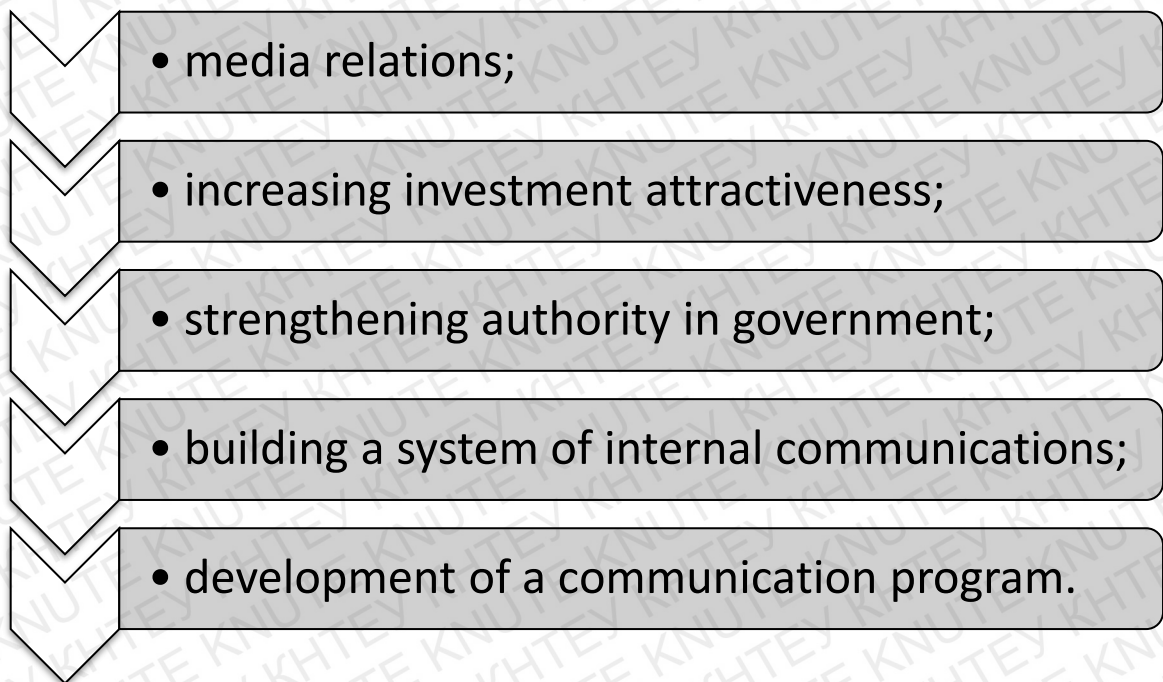 • media relations;
• increasing investment attractiveness;
• strengthening authority in government;
• building a system of internal communications;
• development of a communication program.